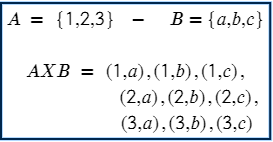 A = {1,2,3} − B = {a,b,c}
AXB = (1,a),(1,b),(1,c),
(2,a),(2,b),(2,c),
(3,a),(3,b),(3,c)